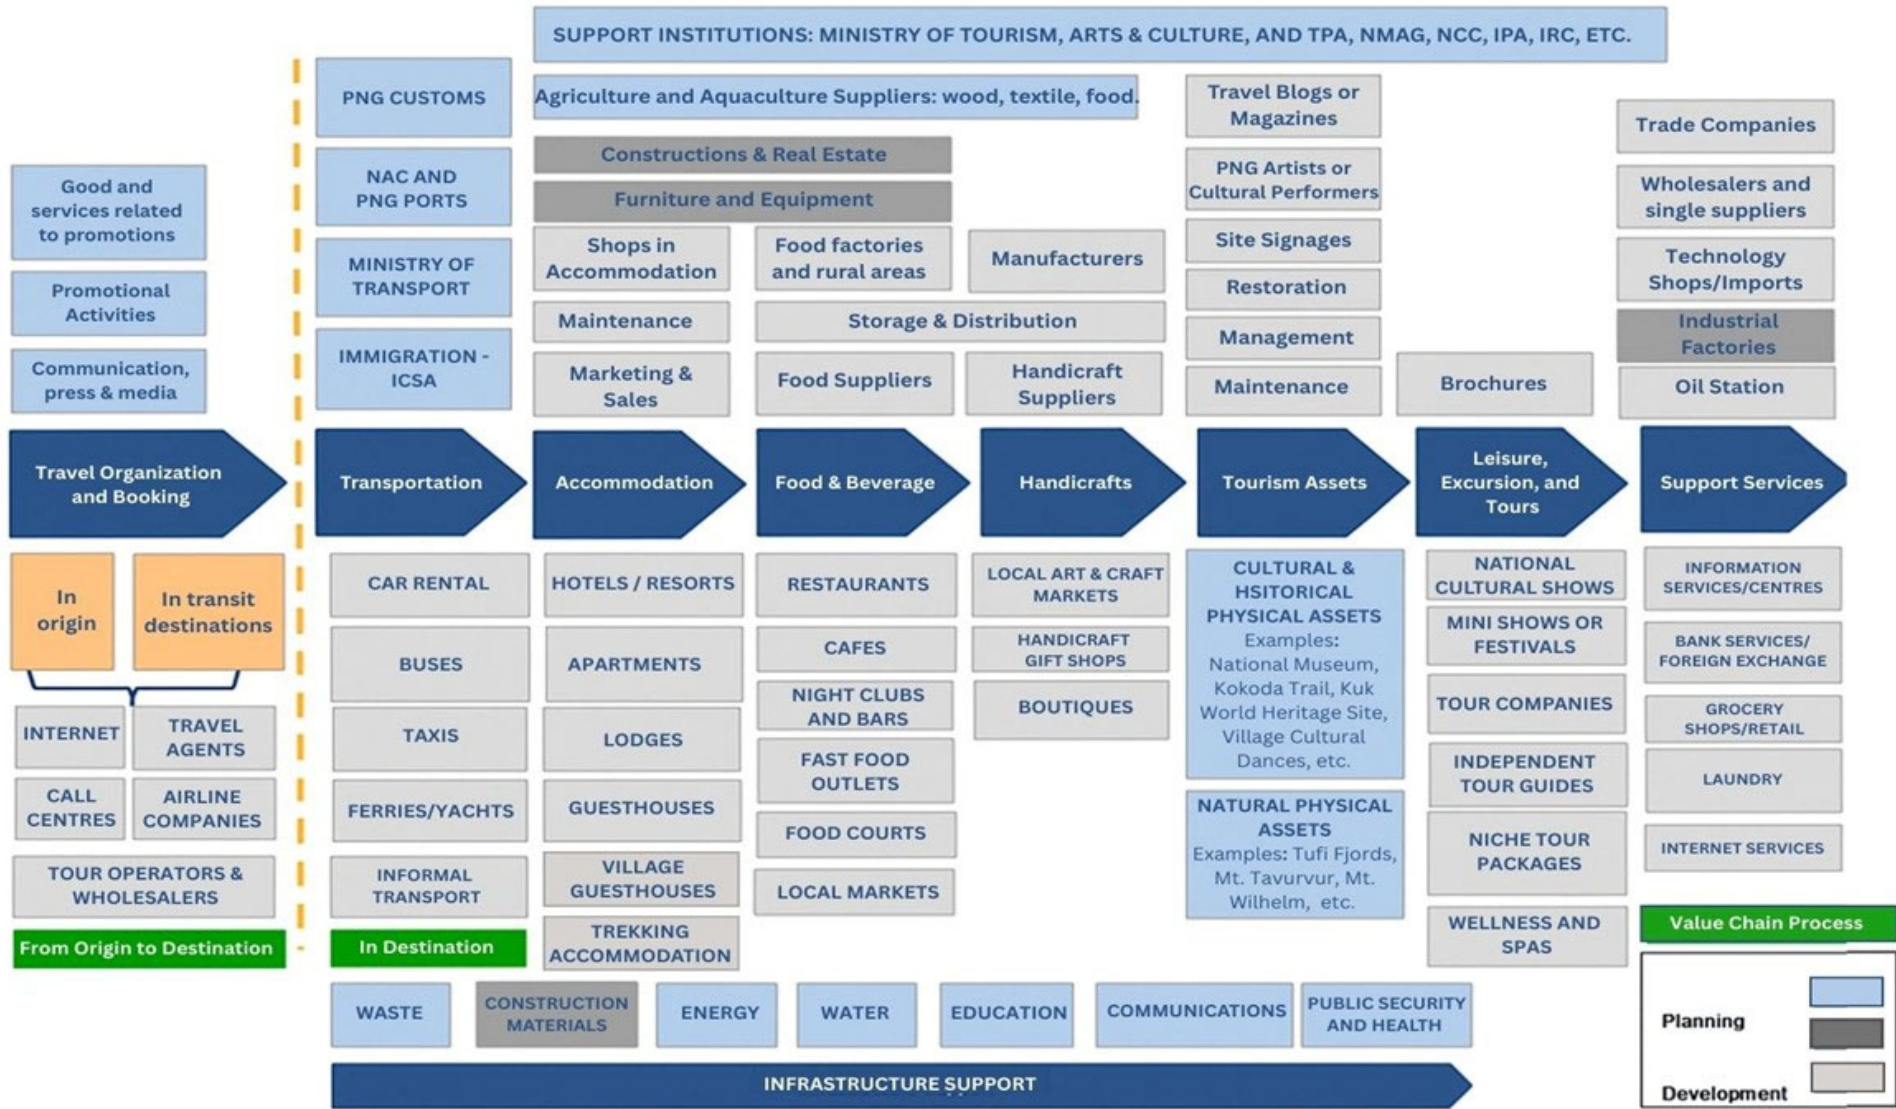 SUPPORT INSTITUTIONS: MINISTRY OF TOURISM, ARTS & CULTURE, AND TPA, NMAG, NCC, IPA, IRC, ETC.
Good and
services related
to promotions
Promotional
Activities
Communication,
press & media
PNG CUSTOMS
NAC AND
PNG PORTS
MINISTRY OF
TRANSPORT
IMMIGRATION -
ICSA
Agriculture and Aquaculture Suppliers: wood, textile, food.
Constructions & Real Estate
Furniture and Equipment
Shops in
Accommodation
Maintenance
Marketing &
Sales
Food factories
and rural areas
Manufacturers
Storage & Distribution
Food Suppliers
Handicraft
Suppliers
Travel Blogs or
Magazines
PNG Artists or
Cultural Performers
Site Signages
Restoration
Management
Maintenance
Brochures
Trade Companies
Wholesalers and
single suppliers
Technology
Shops/Imports
Industrial
Factories
Oil Station
Travel Organization
and Booking
Transportation
Accommodation
Food & Beverage
Handicrafts
Tourism Assets
Leisure,
Excursion, and
Tours
Support Services
In
origin
In transit
destinations
INTERNET
TRAVEL
AGENTS
CALL
CENTRES
AIRLINE
COMPANIES
TOUR OPERATORS &
WHOLESALERS
From Origin to Destination
CAR RENTAL
BUSES
TAXIS
FERRIES/YACHTS
INFORMAL
TRANSPORT
In Destination
HOTELS / RESORTS
APARTMENTS
LODGES
GUESTHOUSES
VILLAGE
GUESTHOUSES
TREKKING
ACCOMMODATION
RESTAURANTS
CAFES
NIGHT CLUBS
AND BARS
FAST FOOD
OUTLETS
FOOD COURTS
LOCAL MARKETS
LOCAL ART & CRAFT
MARKETS
HANDICRAFT
GIFT SHOPS
BOUTIQUES
CULTURAL &
HSITORICAL
PHYSICAL ASSETS
Examples:
National Museum,
Kokoda Trail, Kuk
World Heritage Site,
Village Cultural
Dances, etc.
NATURAL PHYSICAL
ASSETS
Examples: Tufi Fjords,
Mt. Tavurvur, Mt.
Wilhelm, etc.
NATIONAL
CULTURAL SHOWS
MINI SHOWS OR
FESTIVALS
TOUR COMPANIES
INDEPENDENT
TOUR GUIDES
NICHE TOUR
PACKAGES
WELLNESS AND
SPAS
INFORMATION
SERVICES/CENTRES
BANK SERVICES/
FOREIGN EXCHANGE
GROCERY
SHOPS/RETAIL
LAUNDRY
INTERNET SERVICES
Value Chain Process
Planning
Development
WASTE
CONSTRUCTION
MATERIALS
ENERGY
WATER
EDUCATION
COMMUNICATIONS
PUBLIC SECURITY
AND HEALTH
INFRASTRUCTURE SUPPORT